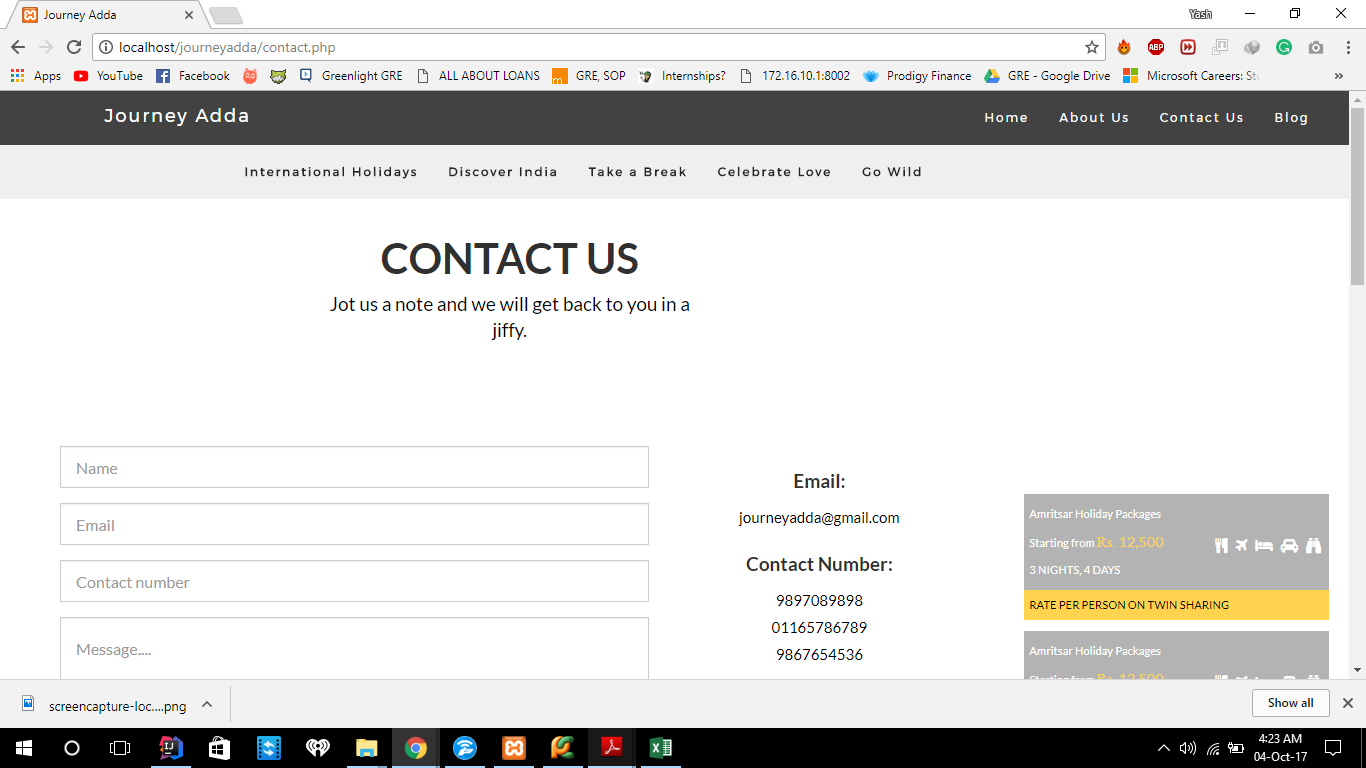 Journey Adda
Yash
localhost/journeyadda/contact.php
ABP
Apps YouTube Facebook Greenlight GRE ALL ABOUT LOANS GRE, SOP Internships? 172.16.10.1:8002 Prodigy Finance GRE - Google Drive Microsoft Careers: Stu »
Journey Adda Home About Us Contact Us Blog
International Holidays Discover India Take a Break Celebrate Love Go Wild
CONTACT US
Jot us a note and we will get back to you in a
jiffy.
Name
Email
Contact number
Message....
Email:
journeyadda@gmail.com
Contact Number:
9897089898
01165786789
9867654536
Amritsar Holiday Packages
Starting from Rs. 12,500
3 NIGHTS, 4 DAYS
RATE PER PERSON ON TWIN SHARING
Amritsar Holiday Packages
Starting from Rs. 12,500
screencapture-loc....png
Show all
4:23 AM
04-Oct-17